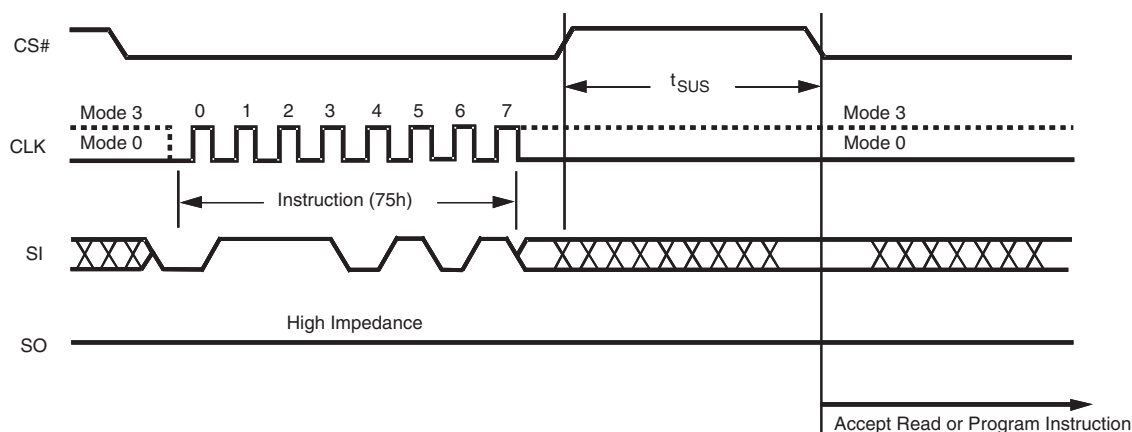 CS#
tSUS
Mode 3
0 1 2 3 4 5 6 7
Mode 3
CLK
Mode 0
Mode 0
Instruction (75h)
SI
High Impedance
SO
Accept Read or Program Instruction